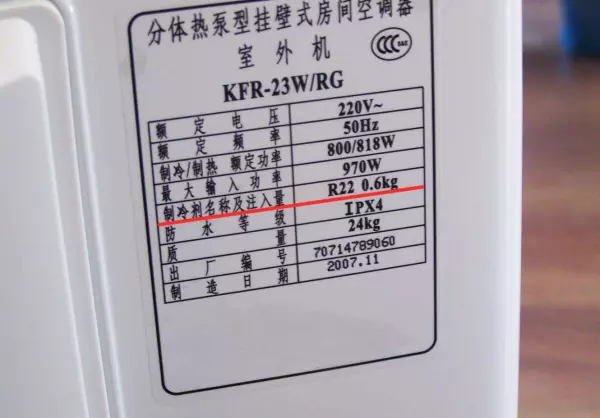 分体热泵型挂壁式房间空调器
室外机
CCC S&E
KFR-23W/RG
额定电压 220V~
额定频率 50Hz
制冷/制热 额定功率 800/818W
最大输入功率 970W
制冷剂名称及注入量 R22 0.6kg
防水等级 IPX4
质量 24kg
出厂编号 70714789060
制造日期 2007.11